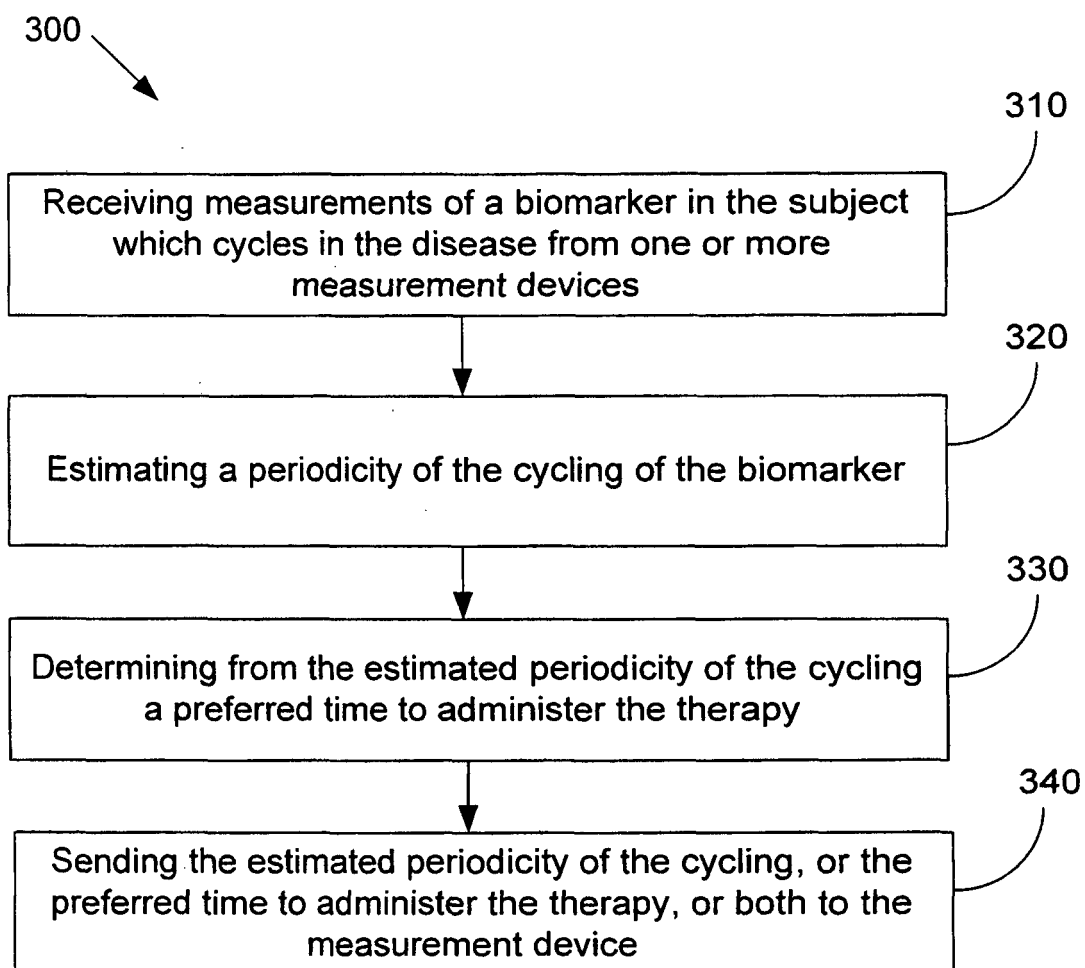 300
310
Receiving measurements of a biomarker in the subject
which cycles in the disease from one or more
measurement devices
320
Estimating a periodicity of the cycling of the biomarker
330
Determining from the estimated periodicity of the cycling
a preferred time to administer the therapy
340
Sending the estimated periodicity of the cycling, or the
preferred time to administer the therapy, or both to the
measurement device